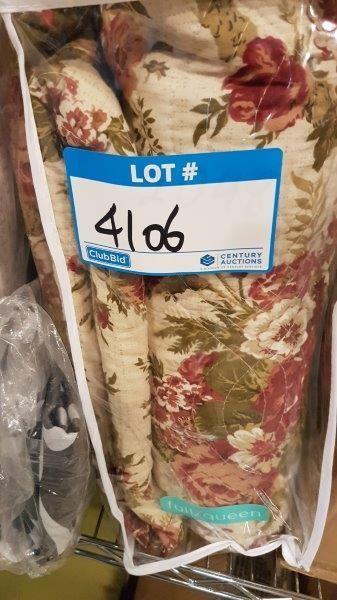 LOT #
4106
ClubBid
CENTURY
AUCTIONS
full/queen